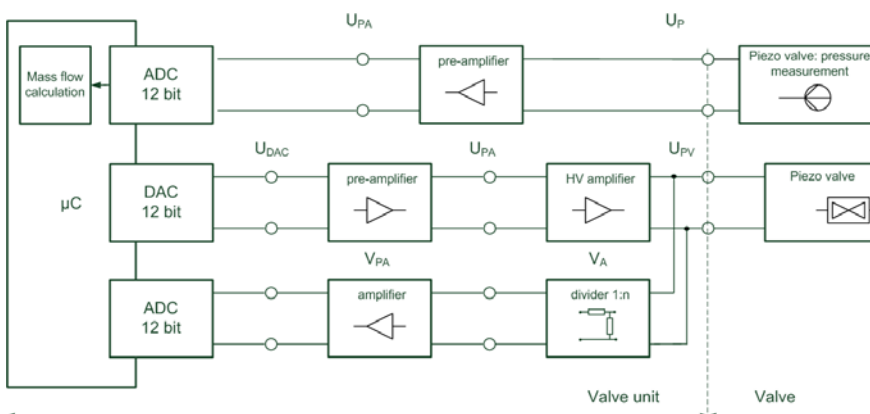 U_PA
U_P
Mass flow
calculation
ADC
12 bit
pre-amplifier
Piezo valve: pressure
measurement
U_DAC
U_PA
U_PV
µC
DAC
12 bit
pre-amplifier
HV amplifier
Piezo valve
V_PA
V_A
ADC
12 bit
amplifier
divider 1:n
Valve unit
Valve